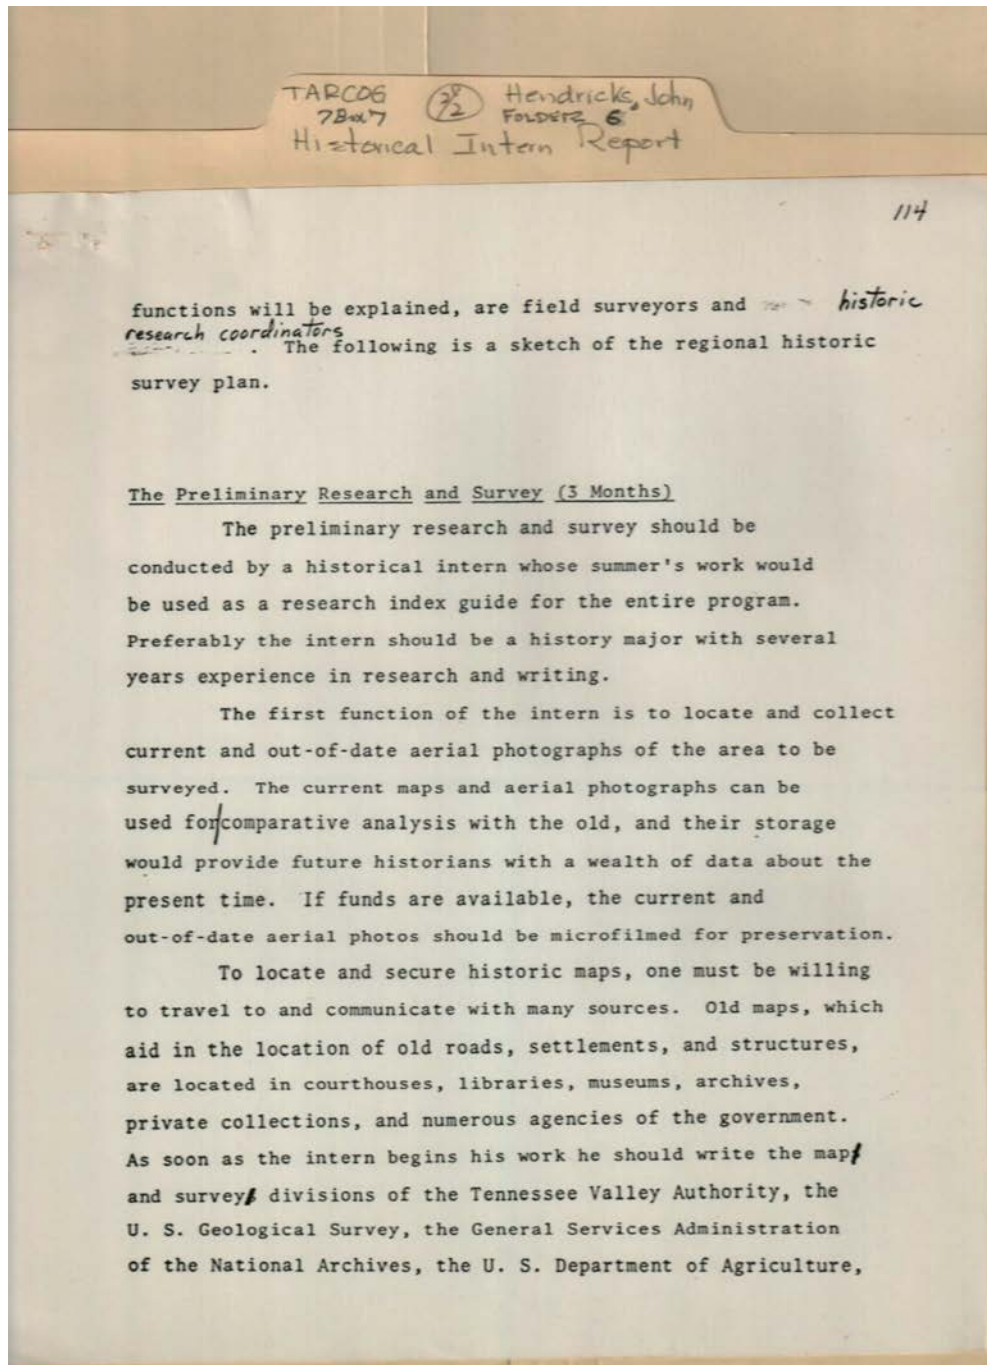 TARCOG Hendricks, John
7Box7 2 FOLDER 6
Historical Intern Report
114
functions will be explained, are field surveyors and historic
research coordinators
. The following is a sketch of the regional historic
survey plan.
The Preliminary Research and Survey (3 Months)
The preliminary research and survey should be
conducted by a historical intern whose summer's work would
be used as a research index guide for the entire program.
Preferably the intern should be a history major with several
years experience in research and writing.
The first function of the intern is to locate and collect
current and out-of-date aerial photographs of the area to be
surveyed. The current maps and aerial photographs can be
used for/comparative analysis with the old, and their storage
would provide future historians with a wealth of data about the
present time. If funds are available, the current and
out-of-date aerial photos should be microfilmed for preservation.
To locate and secure historic maps, one must be willing
to travel to and communicate with many sources. Old maps, which
aid in the location of old roads, settlements, and structures,
are located in courthouses, libraries, museums, archives,
private collections, and numerous agencies of the government.
As soon as the intern begins his work he should write the map
and survey divisions of the Tennessee Valley Authority, the
U. S. Geological Survey, the General Services Administration
of the National Archives, the U. S. Department of Agriculture,